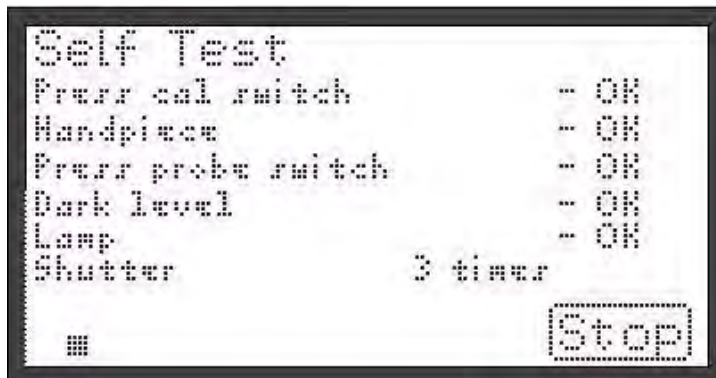 Self Test
Press cal switch - OK
Handpiece - OK
Press probe switch - OK
Dark level - OK
Lamp - OK
Shutter 3 times
Stop